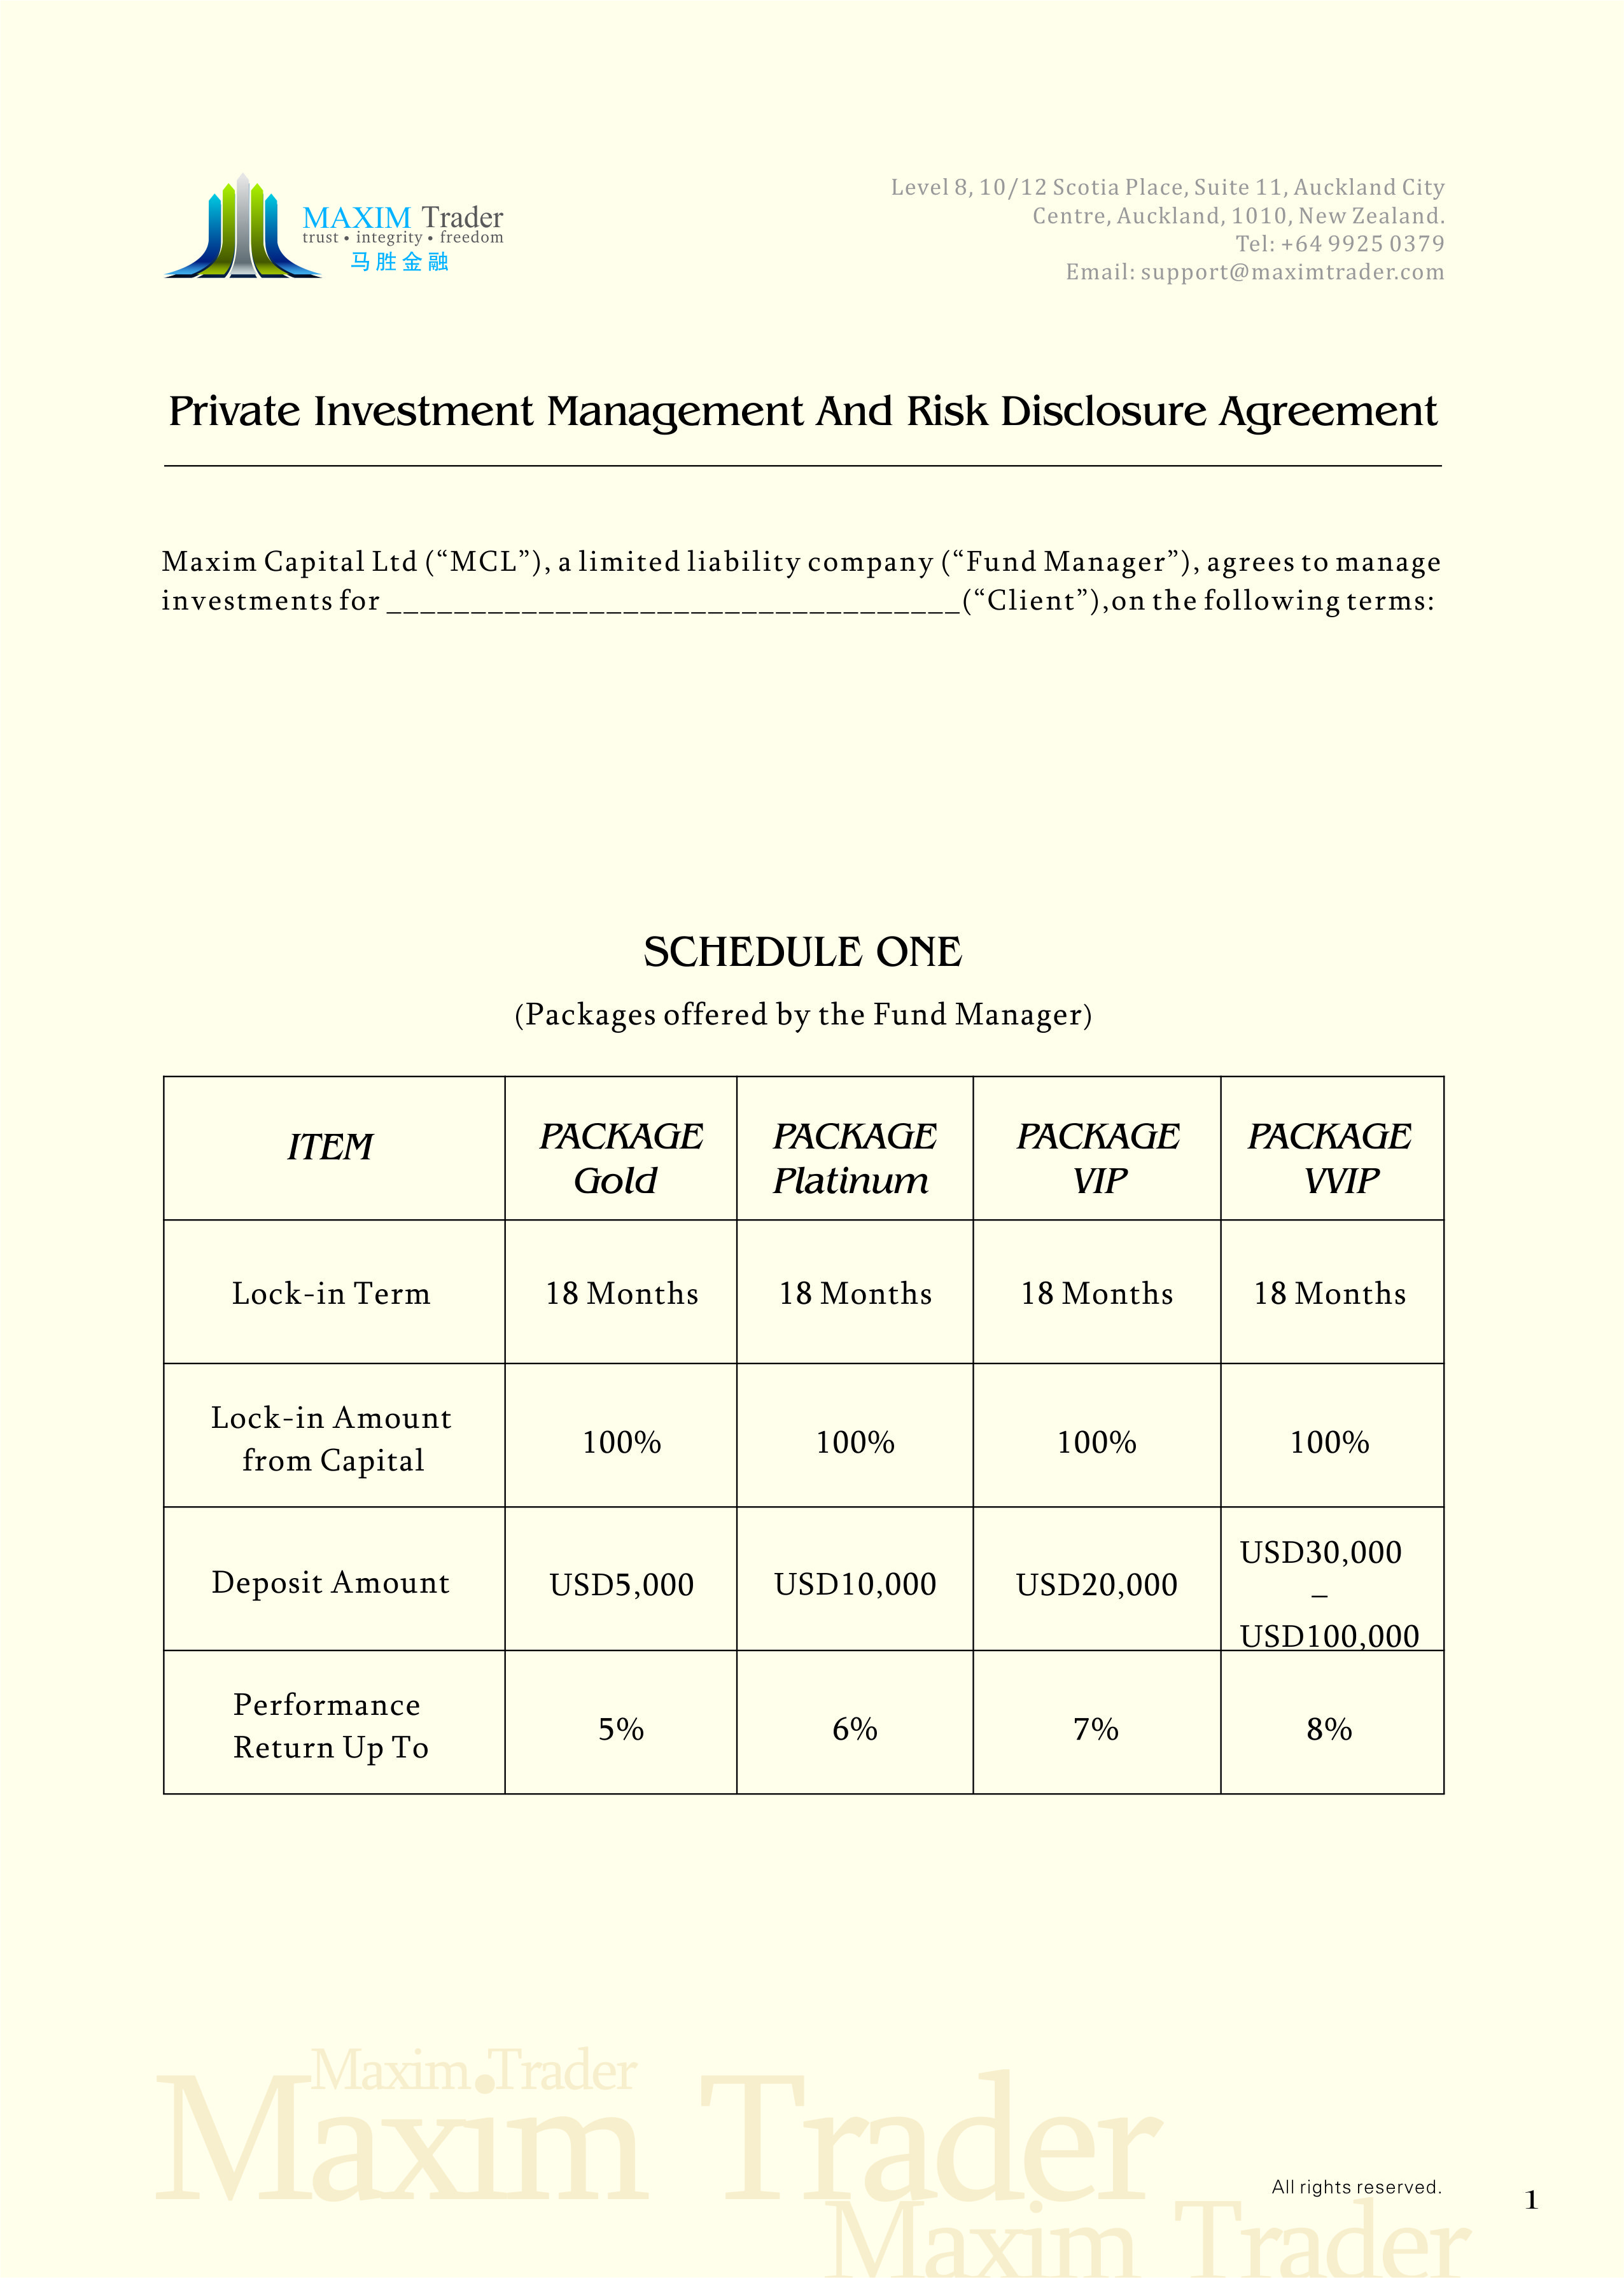 MAXIM Trader
trust • integrity • freedom
马胜金融
Level 8, 10/12 Scotia Place, Suite 11, Auckland City
Centre, Auckland, 1010, New Zealand.
Tel: +64 9925 0379
Email: support@maximtrader.com
Private Investment Management And Risk Disclosure Agreement
Maxim Capital Ltd (“MCL”), a limited liability company (“Fund Manager”), agrees to manage
investments for __________________________________(“Client”),on the following terms:
SCHEDULE ONE
(Packages offered by the Fund Manager)
ITEM
PACKAGE
Gold
PACKAGE
Platinum
PACKAGE
VIP
PACKAGE
VVIP
Lock-in Term
18 Months
18 Months
18 Months
18 Months
Lock-in Amount
from Capital
100%
100%
100%
100%
Deposit Amount
USD5,000
USD10,000
USD20,000
USD30,000
–
USD100,000
Performance
Return Up To
5%
6%
7%
8%
Maxim Trader
Maxim Trader
All rights reserved.
1
Maxim Trader